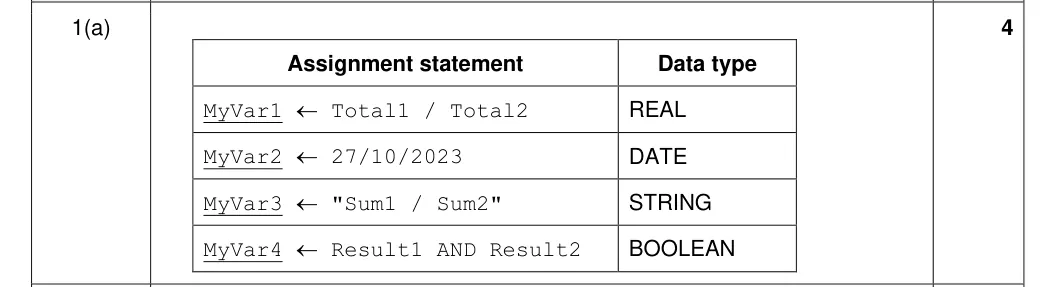 1(a) 4
Assignment statement Data type
MyVar1 ← Total1 / Total2 REAL
MyVar2 ← 27/10/2023 DATE
MyVar3 ← "Sum1 / Sum2" STRING
MyVar4 ← Result1 AND Result2 BOOLEAN